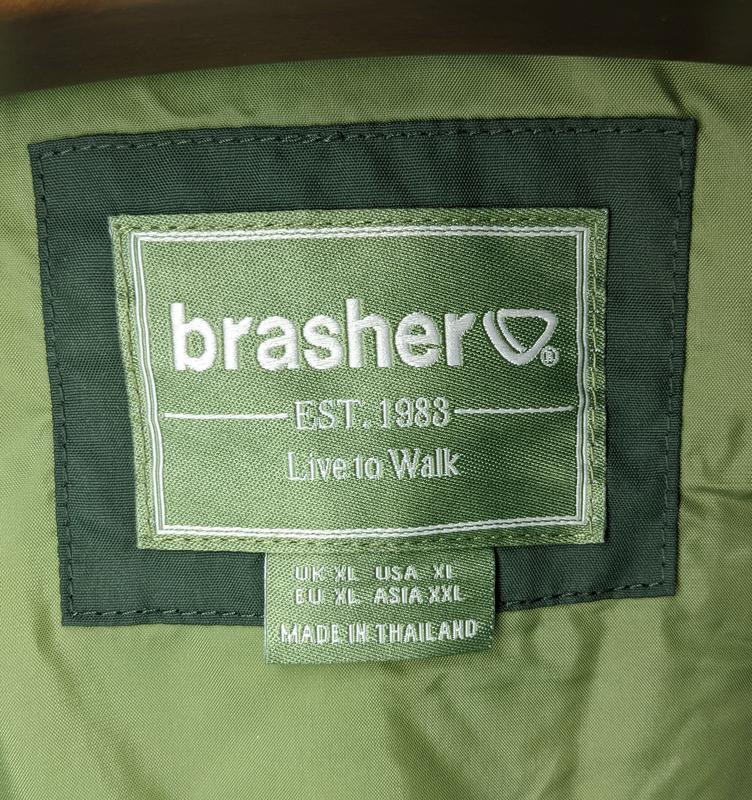 brasher®
EST. 1983
Live to Walk
UK XL USA XL
EU XL ASIA XXL
MADE IN THAILAND